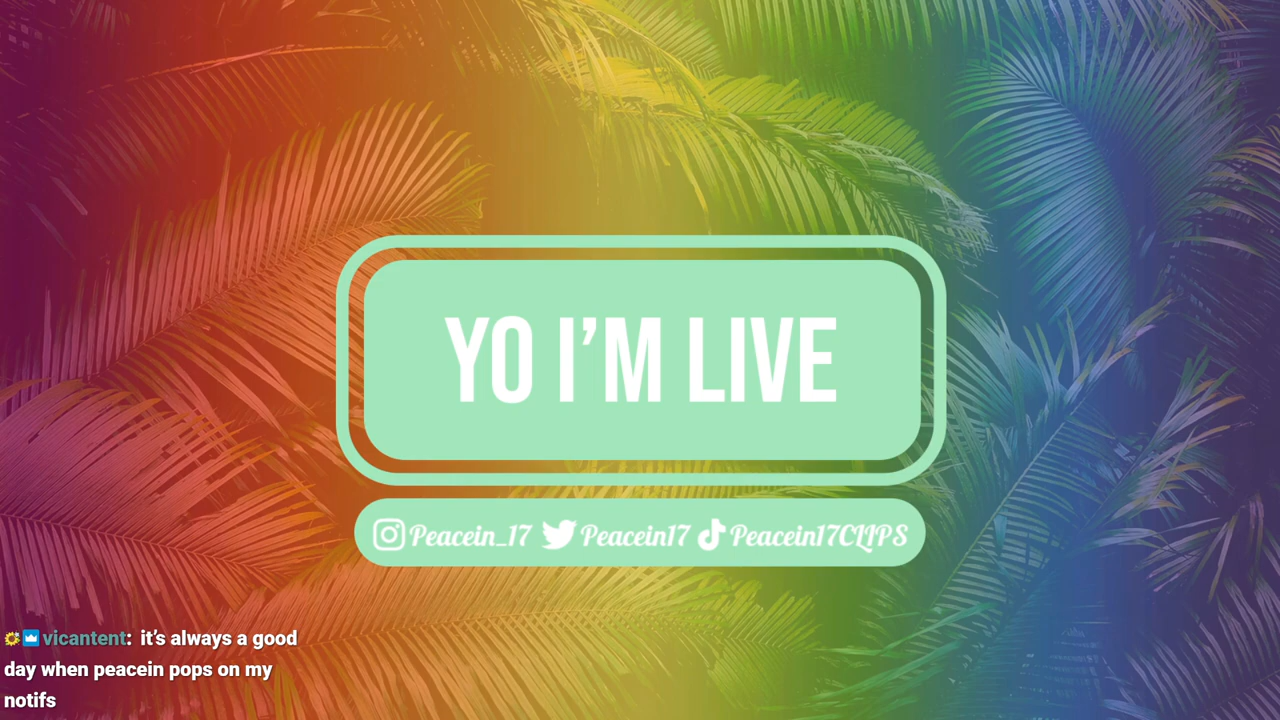 YO I’M LIVE
Peacein_17 Peacein17 Peacein17CLIPS
vicantent: it’s always a good
day when peacein pops on my
notifs